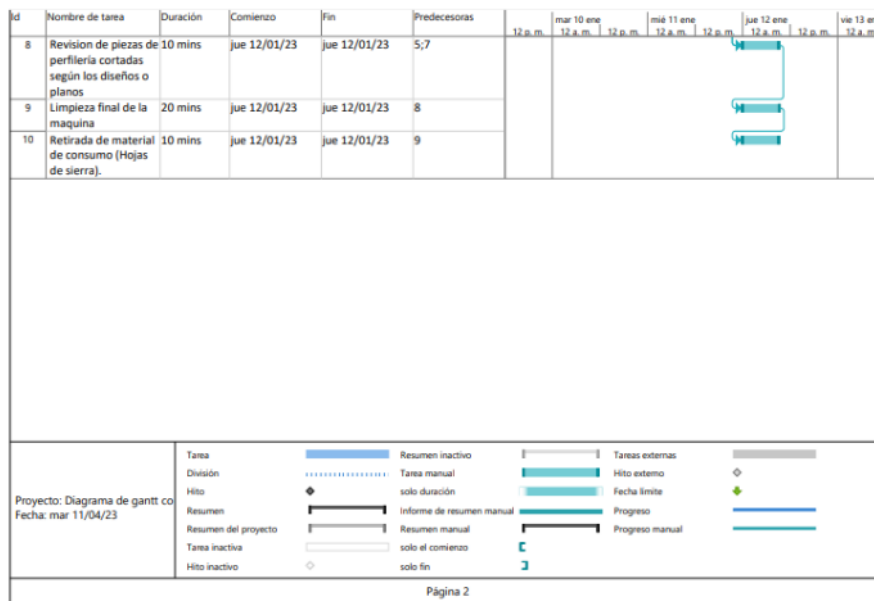 Id Nombre de tarea Duración Comienzo Fin Predecesoras
mar 10 ene mié 11 ene jue 12 ene vie 13 en
12 p. m. 12 a. m. 12 p. m. 12 a. m. 12 p. m. 12 a. m. 12 p. m. 12 a. m.
8 Revision de piezas de 10 mins jue 12/01/23 jue 12/01/23 5;7
perfilería cortadas
según los diseños o
planos
9 Limpieza final de la 20 mins jue 12/01/23 jue 12/01/23 8
maquina
10 Retirada de material 10 mins jue 12/01/23 jue 12/01/23 9
de consumo (Hojas
de sierra).
Proyecto: Diagrama de gantt co
Fecha: mar 11/04/23
Tarea
División
Hito
Resumen
Resumen del proyecto
Tarea inactiva
Hito inactivo
Resumen inactivo
Tarea manual
solo duración
Informe de resumen manual
Resumen manual
solo el comienzo
solo fin
Tareas externas
Hito externo
Fecha límite
Progreso
Progreso manual
Página 2